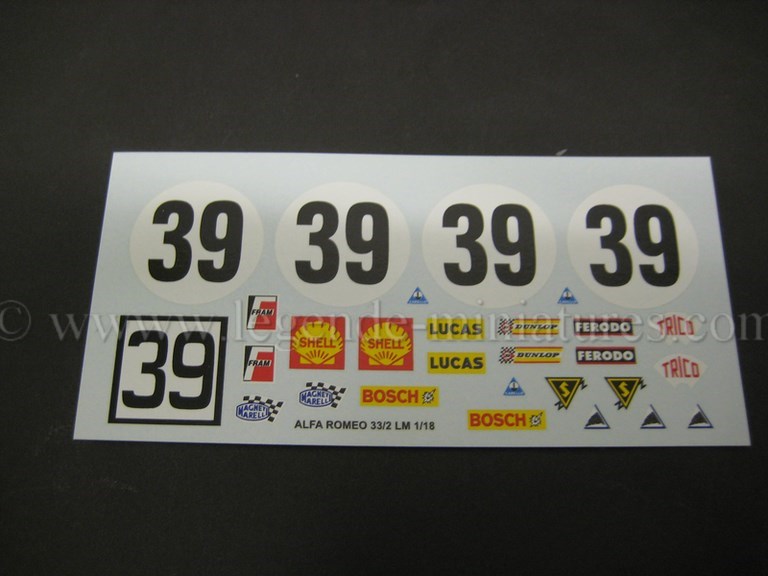 39 39 39 39
© www.legende-miniatures.com
39
FRAM SHELL SHELL LUCAS DUNLOP FERODO TRICO
FRAM LUCAS DUNLOP FERODO TRICO
MAGNETI MARELLI MAGNETI MARELLI BOSCH S S
BOSCH
ALFA ROMEO 33/2 LM 1/18